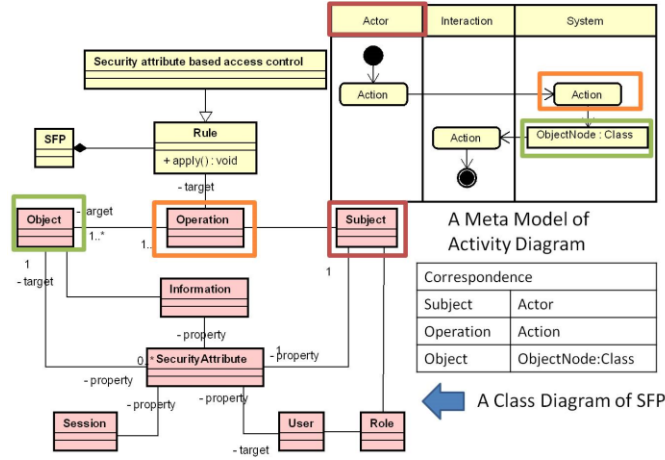 Actor
Interaction
System
Security attribute based access control
Action
Action
SFP
Rule
+ apply() : void
Action
ObjectNode : Class
- target
Object
- target
Operation
Subject
1..*
1..
A Meta Model of
Activity Diagram
1
- target
1
Correspondence
Subject Actor
Operation Action
Object ObjectNode:Class
Information
- property
0..*
SecurityAttribute
1
- property
- property
- property
- property
Session
User
Role
- target
A Class Diagram of SFP